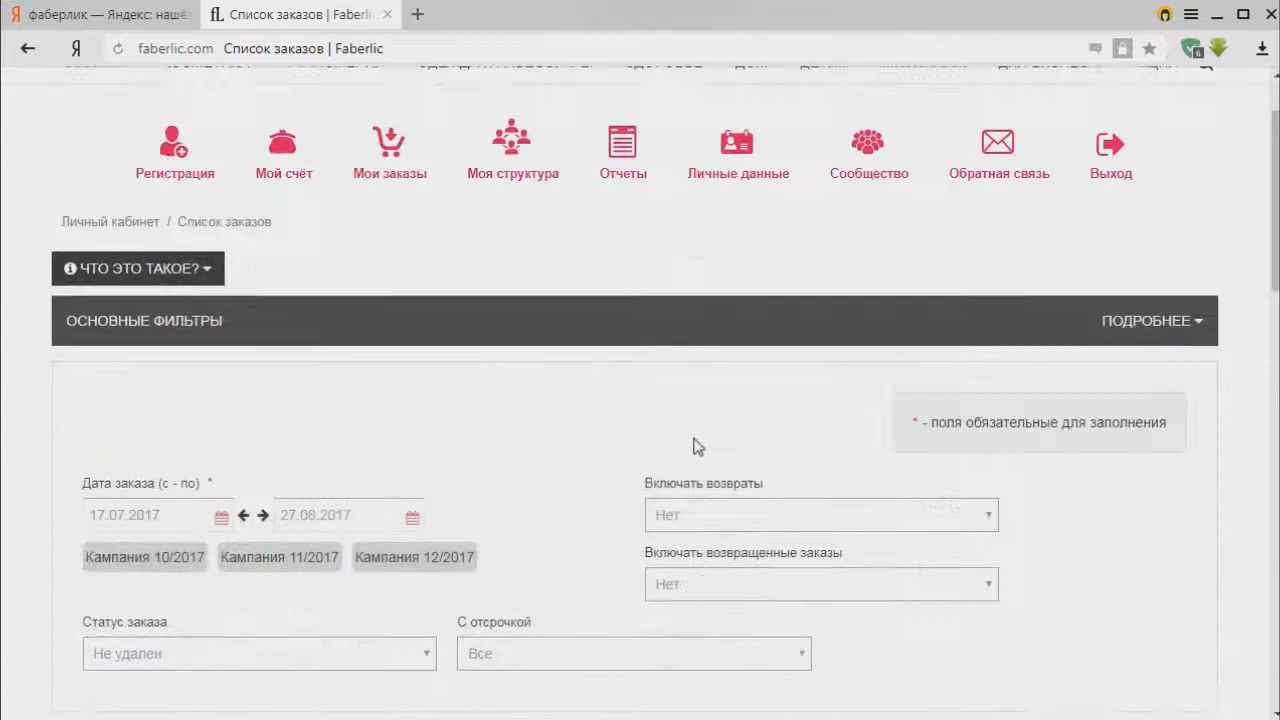 фаберлик — Яндекс: нашё
Список заказов | Faberli
faberlic.com Список заказов | Faberlic
6
Регистрация
Мой счёт
Мои заказы
Моя структура
Отчеты
Личные данные
Сообщество
Обратная связь
Выход
Личный кабинет / Список заказов
ЧТО ЭТО ТАКОЕ?
ОСНОВНЫЕ ФИЛЬТРЫ
ПОДРОБНЕЕ
* - поля обязательные для заполнения
Дата заказа (с - по) *
17.07.2017
27.08.2017
Кампания 10/2017 Кампания 11/2017 Кампания 12/2017
Включать возвраты
Нет
Включать возвращенные заказы
Нет
Статус заказа
Не удален
С отсрочкой
Все